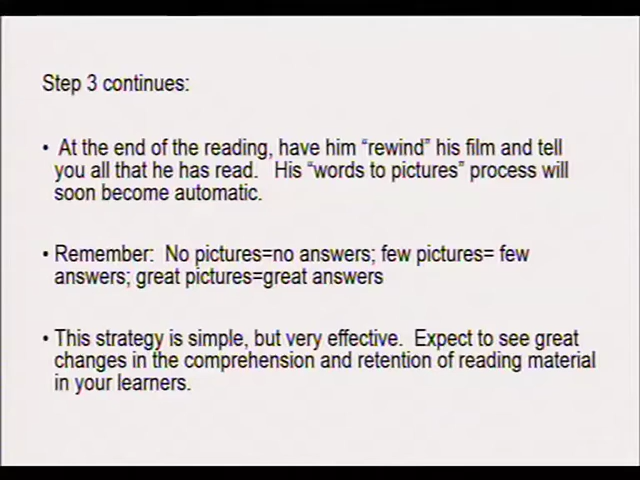 Step 3 continues:
• At the end of the reading, have him “rewind” his film and tell
you all that he has read.   His “words to pictures” process will
soon become automatic.
• Remember:  No pictures=no answers; few pictures= few
answers; great pictures=great answers
• This strategy is simple, but very effective.  Expect to see great
changes in the comprehension and retention of reading material
in your learners.